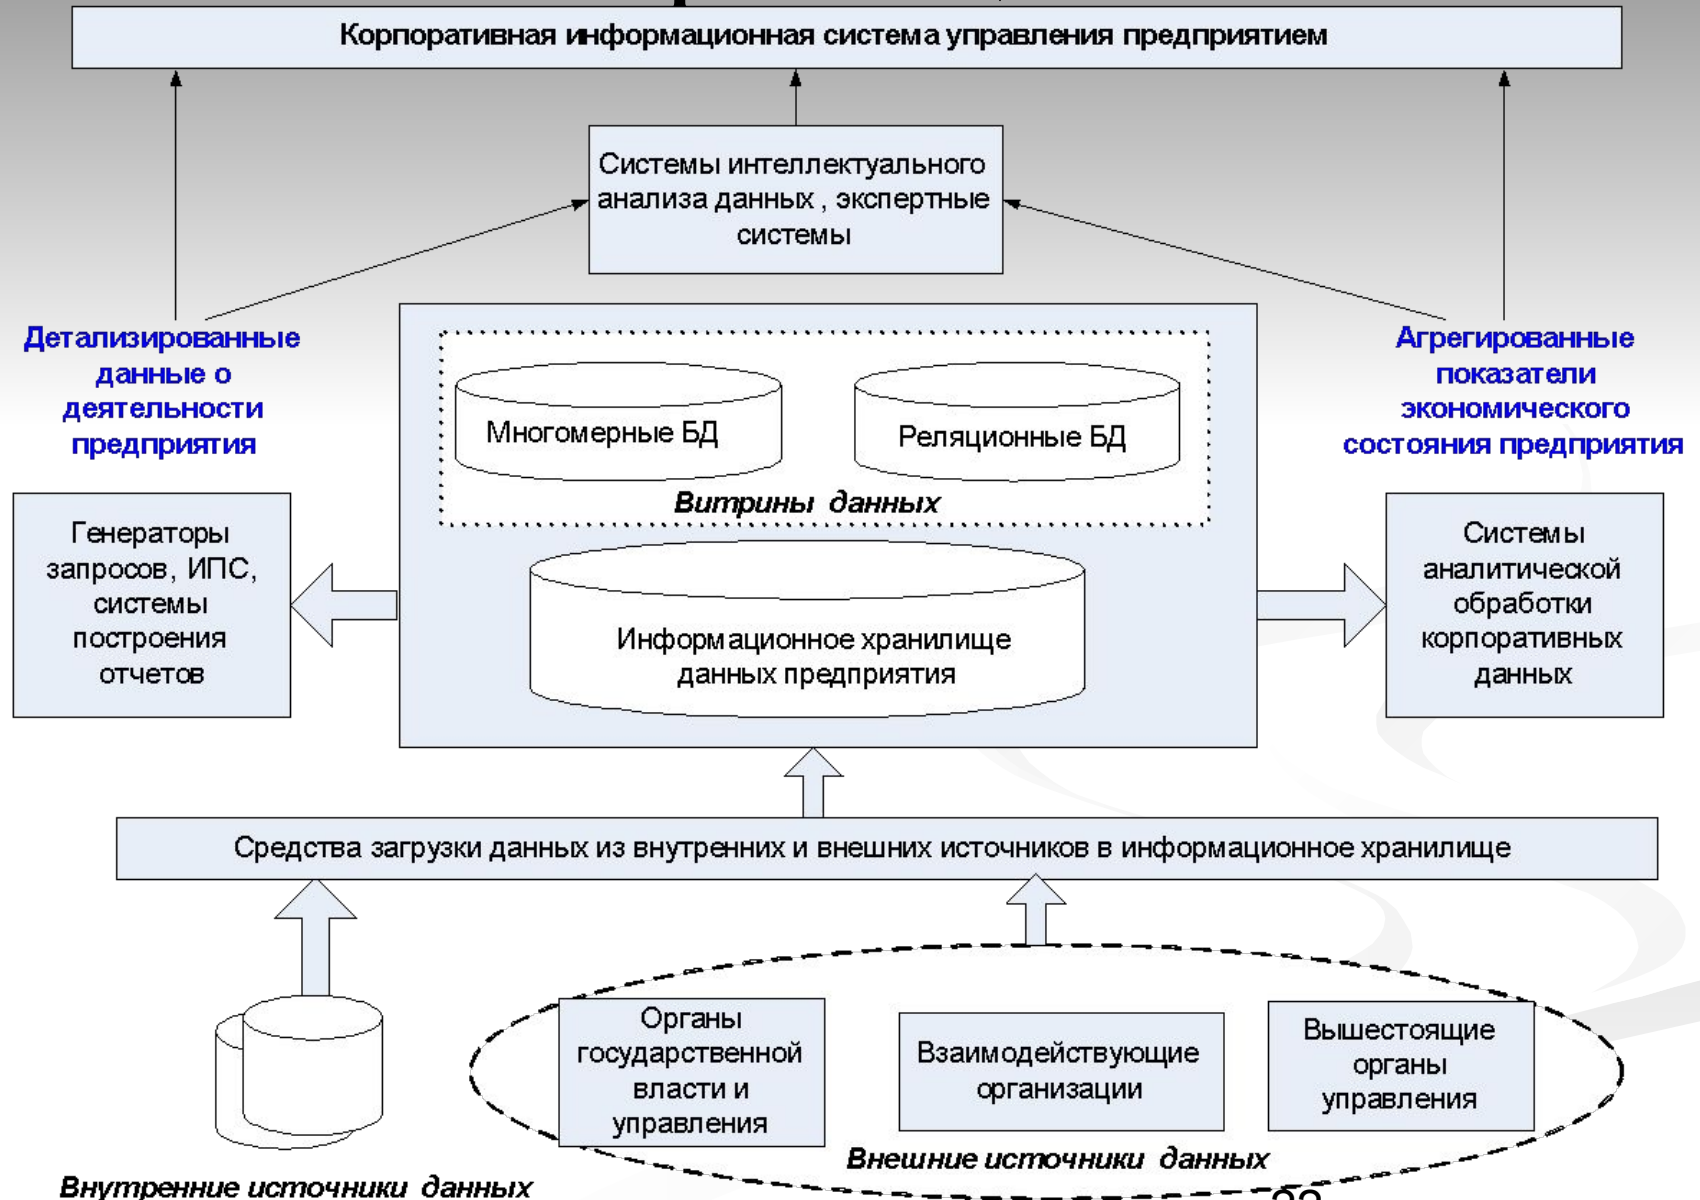 Корпоративная информационная система управления предприятием
Системы интеллектуального
анализа данных , экспертные
системы
Детализированные
данные о
деятельности
предприятия
Агрегированные
показатели
экономического
состояния предприятия
Многомерные БД
Реляционные БД
Витрины данных
Генераторы
запросов, ИПС,
системы
построения
отчетов
Информационное хранилище
данных предприятия
Системы
аналитической
обработки
корпоративных
данных
Средства загрузки данных из внутренних и внешних источников в информационное хранилище
Органы
государственной
власти и
управления
Взаимодействующие
организации
Вышестоящие
органы
управления
Внешние источники данных
Внутренние источники данных